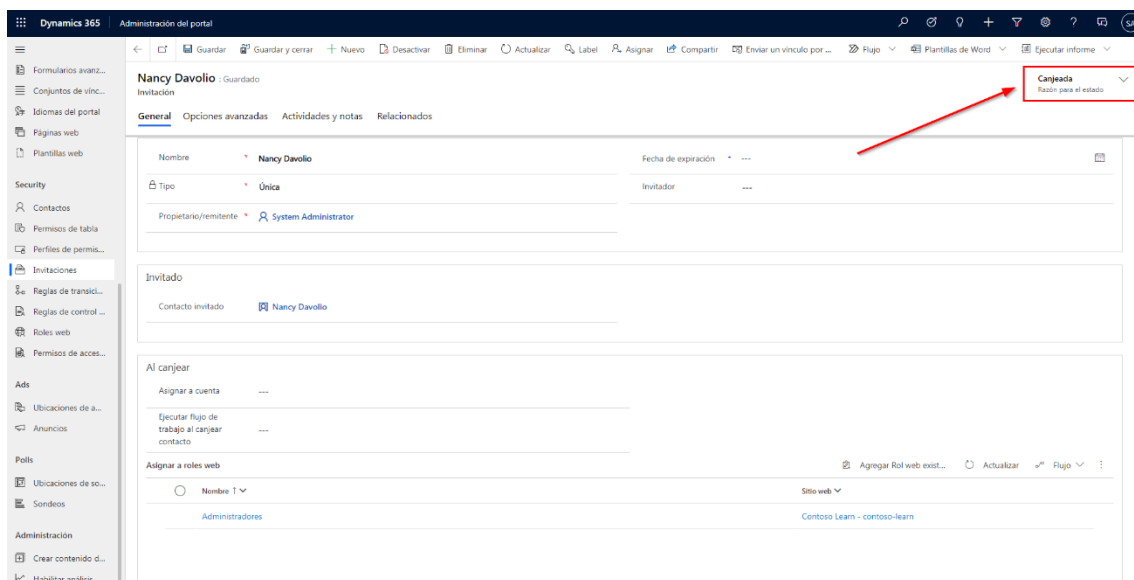 Dynamics 365 Administración del portal SA
Guardar Guardar y cerrar Nuevo Desactivar Eliminar Actualizar Label Asignar Compartir Enviar un vínculo por ... Flujo Plantillas de Word Ejecutar informe
Formularios avanz...
Conjuntos de vínc...
Idiomas del portal
Páginas web
Plantillas web
Security
Contactos
Permisos de tabla
Perfiles de permis...
Invitaciones
Reglas de transici...
Reglas de control ...
Roles web
Permisos de acces...
Ads
Ubicaciones de a...
Anuncios
Polls
Ubicaciones de so...
Sondeos
Administración
Crear contenido d...
Habilitar análisis
Nancy Davolio : Guardado
Invitación
Canjeada
Razón para el estado
General Opciones avanzadas Actividades y notas Relacionados
Nombre * Nancy Davolio
Fecha de expiración * ---
Tipo * Única
Invitador ---
Propietario/remitente * System Administrator
Invitado
Contacto invitado Nancy Davolio
Al canjear
Asignar a cuenta ---
Ejecutar flujo de
trabajo al canjear ---
contacto
Asignar a roles web Agregar Rol web exist... Actualizar Flujo
Nombre ↑ Sitio web
Administradores Contoso Learn - contoso-learn